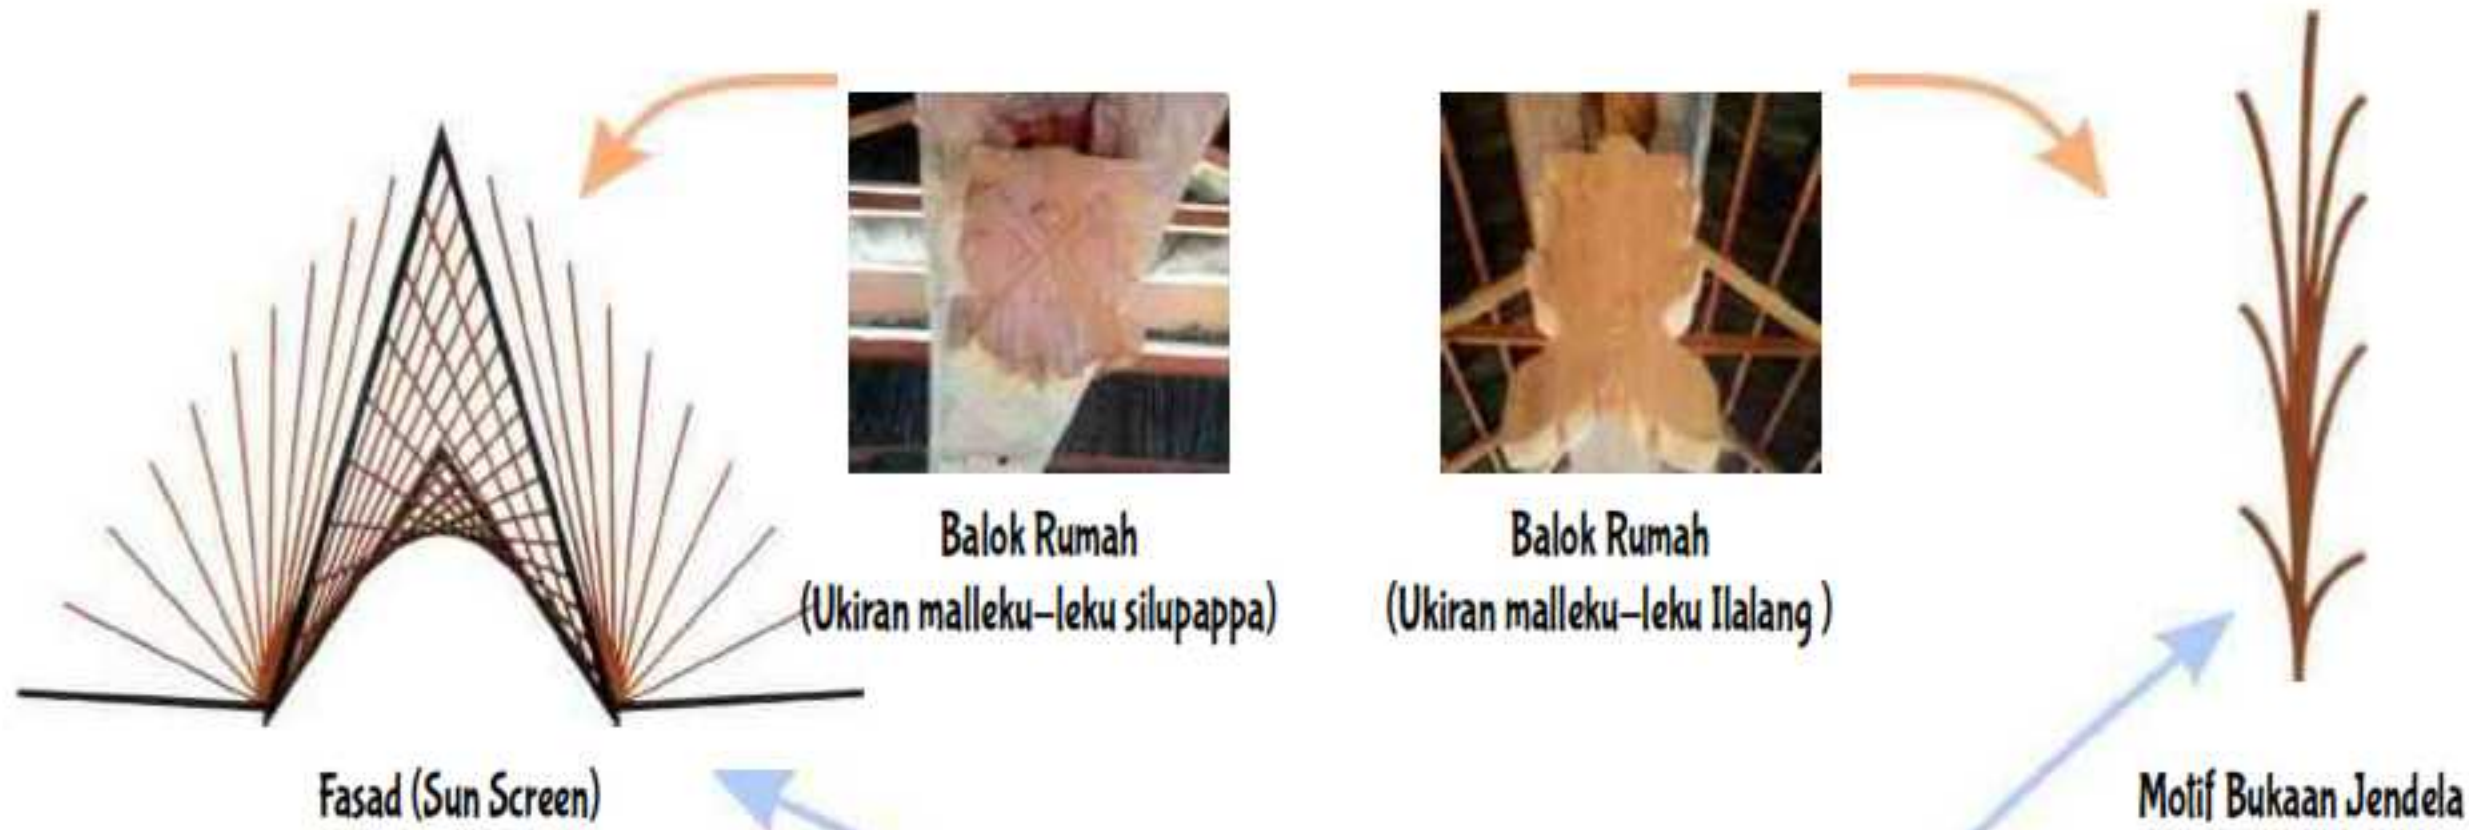 Balok Rumah
(Ukiran malleku-leku silupappa)
Balok Rumah
(Ukiran malleku-leku Ilalang )
Fasad (Sun Screen)
Motif Bukaan Jendela